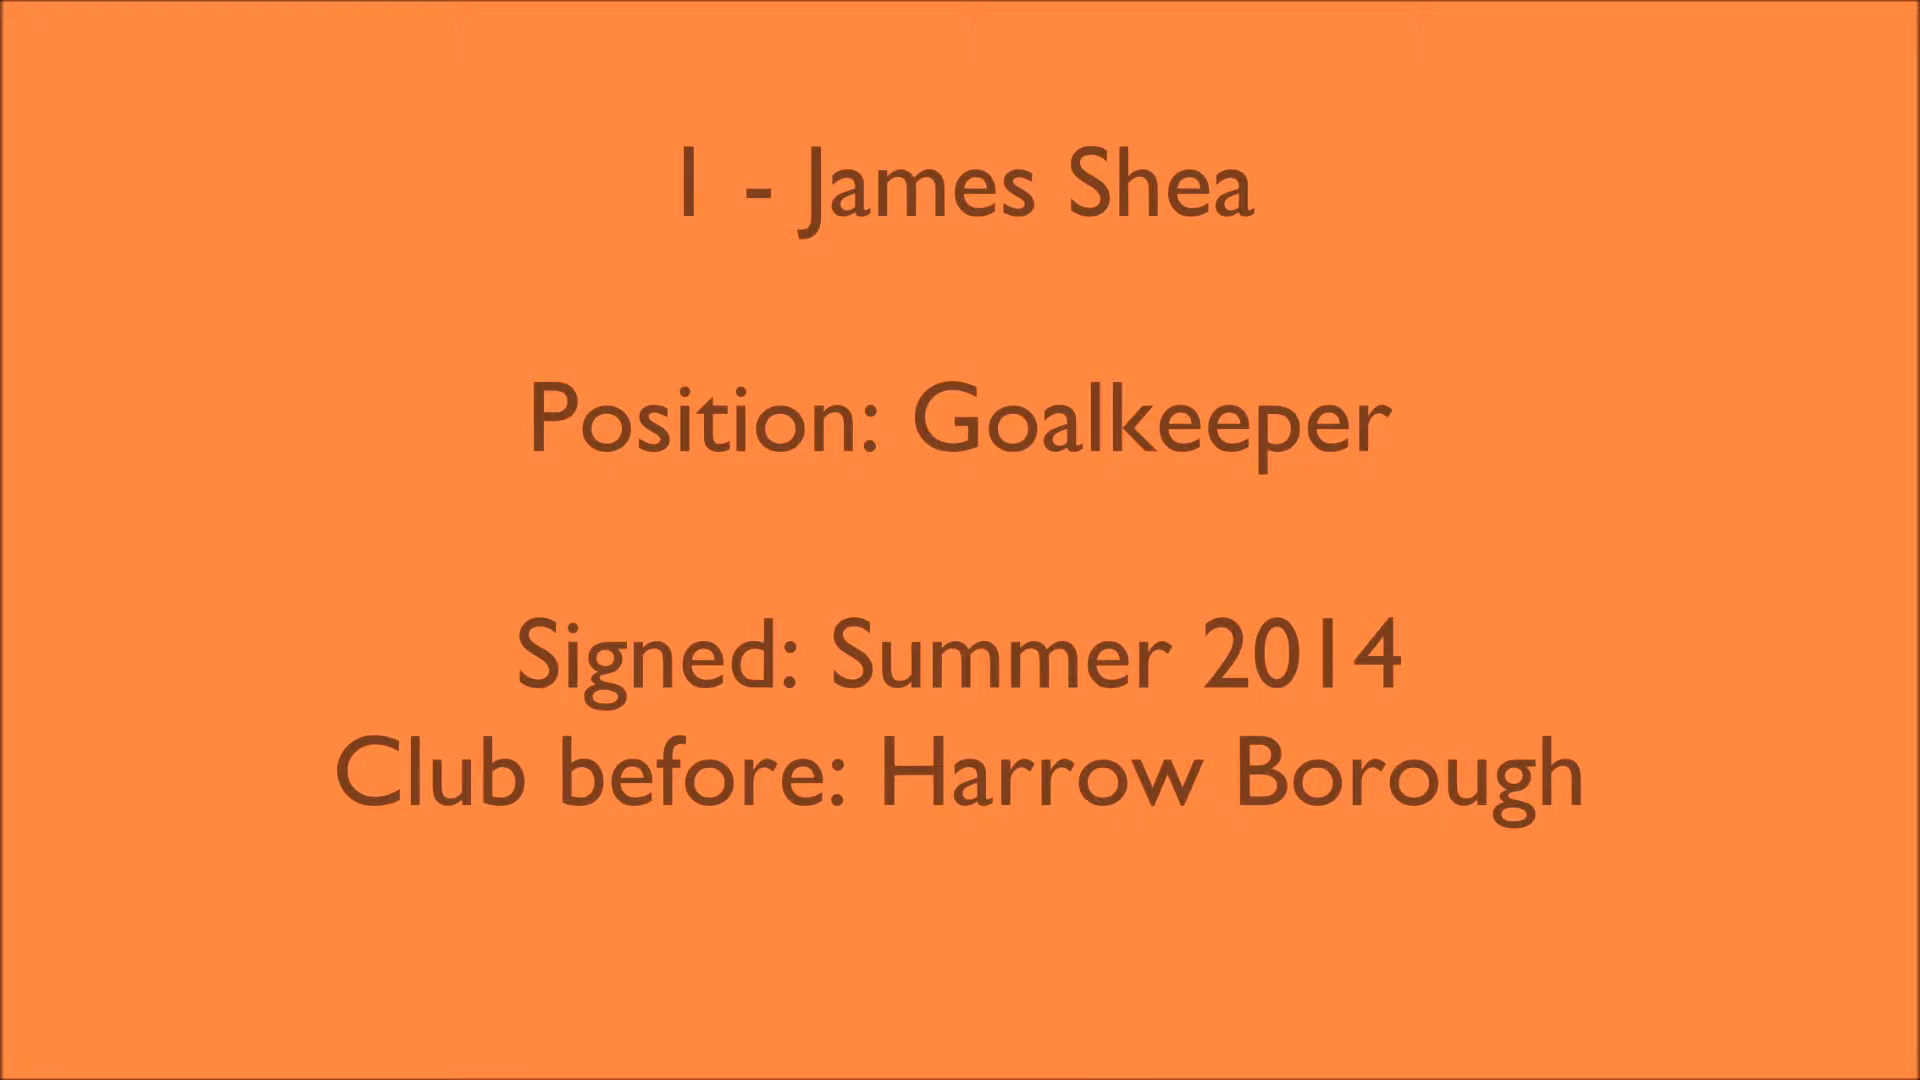 1 - James Shea
Position: Goalkeeper
Signed: Summer 2014
Club before: Harrow Borough